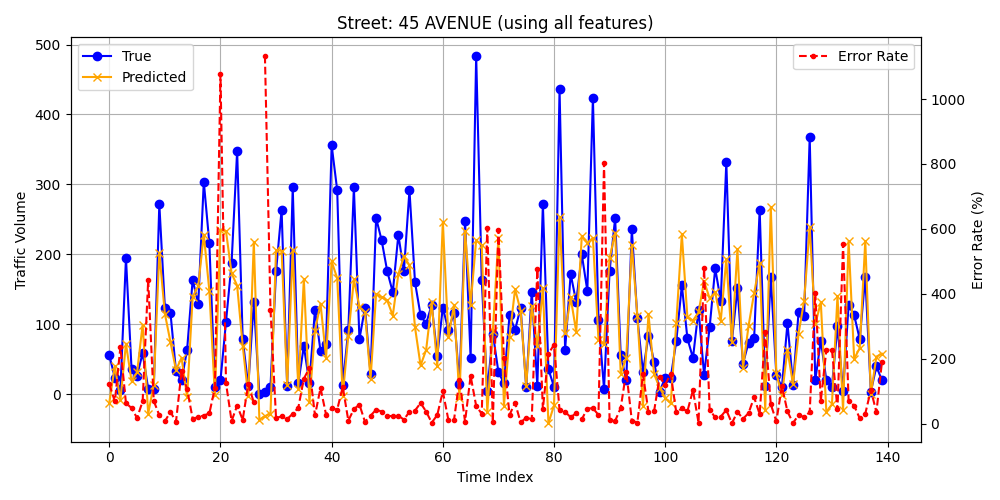 Street: 45 AVENUE (using all features)
True
Predicted
Error Rate
Traffic Volume
500
400
300
200
100
0
1000
800
600
400
200
0
Error Rate (%)
0 20 40 60 80 100 120 140
Time Index